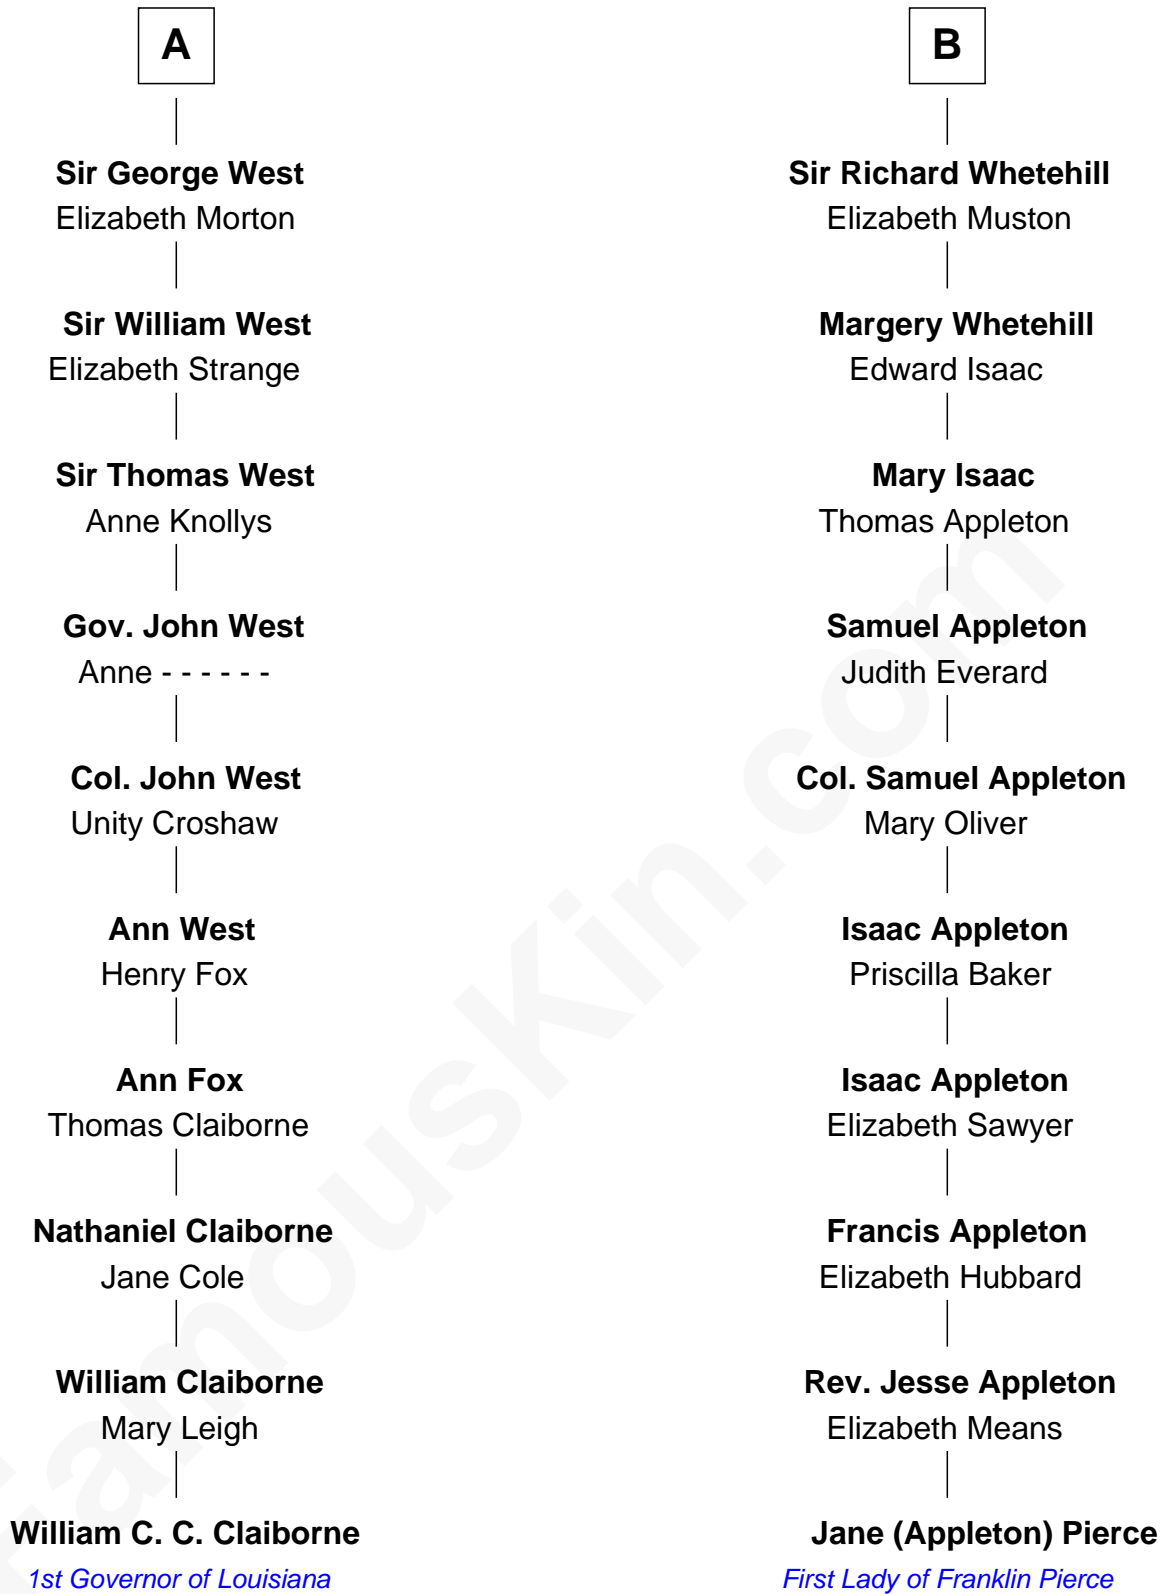 A
Sir George West
Elizabeth Morton
Sir William West
Elizabeth Strange
Sir Thomas West
Anne Knollys
Gov. John West
Anne - - - - - -
Col. John West
Unity Croshaw
Ann West
Henry Fox
Ann Fox
Thomas Claiborne
Nathaniel Claiborne
Jane Cole
William Claiborne
Mary Leigh
William C. C. Claiborne
1st Governor of Louisiana
B
Sir Richard Whetehill
Elizabeth Muston
Margery Whetehill
Edward Isaac
Mary Isaac
Thomas Appleton
Samuel Appleton
Judith Everard
Col. Samuel Appleton
Mary Oliver
Isaac Appleton
Priscilla Baker
Isaac Appleton
Elizabeth Sawyer
Francis Appleton
Elizabeth Hubbard
Rev. Jesse Appleton
Elizabeth Means
Jane (Appleton) Pierce
First Lady of Franklin Pierce
FamousKin.com